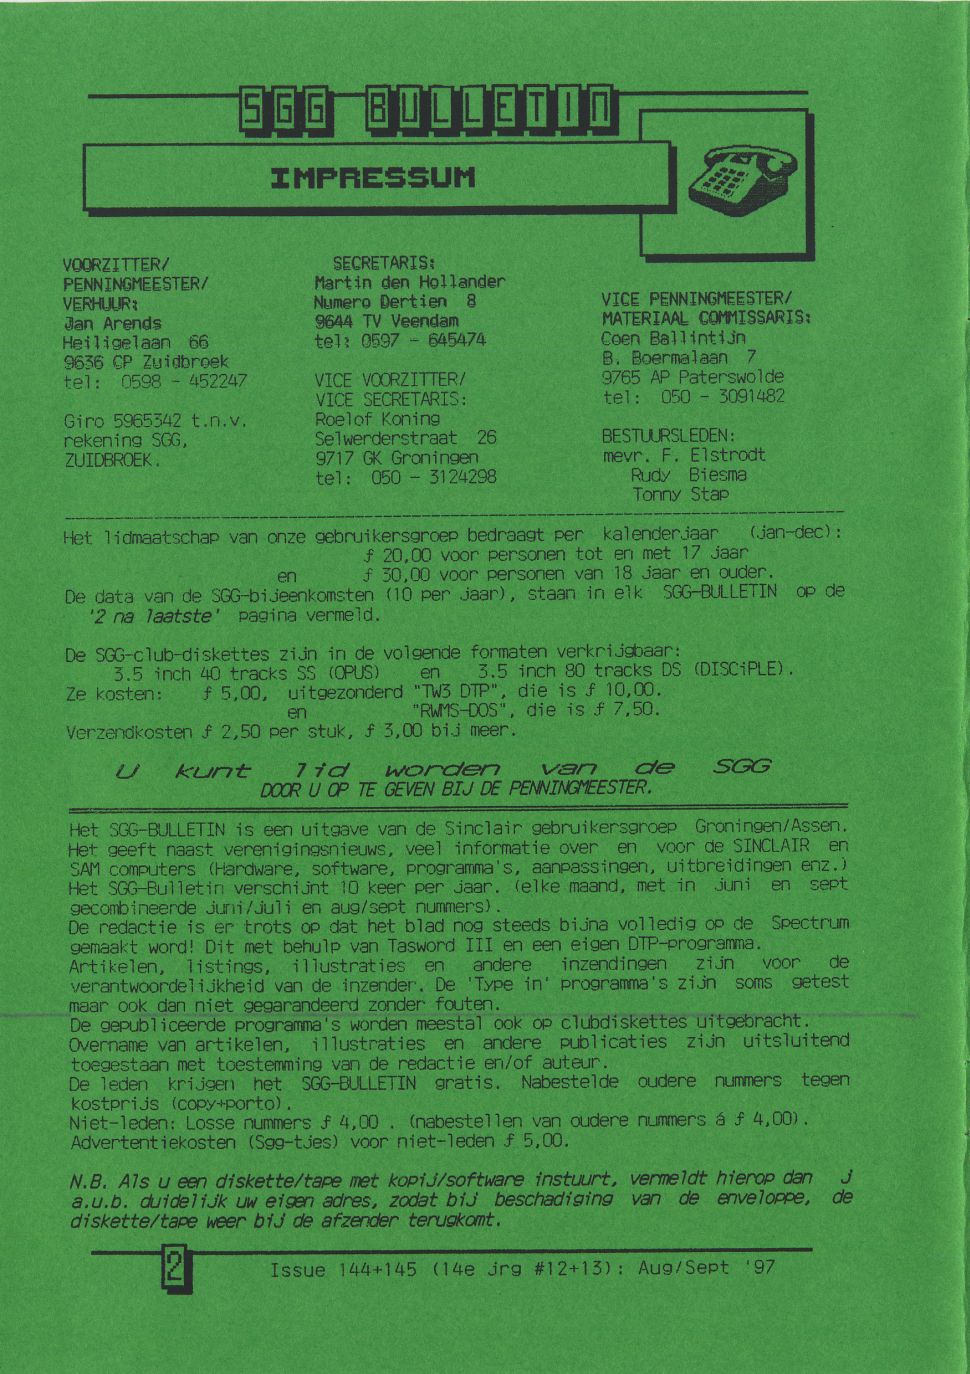 SGG BULLETIN
IMPRESSUM
VOORZITTER/
PENNINGMEESTER/
VERHUUR:
Jan Arends
Heiligelaan 66
9636 CP Zuidbroek
tel: 0598 - 452247
Giro 5965342 t.n.v.
rekening SGG,
ZUIDBROEK.
SECRETARIS:
Martin den Hollander
Numero Dertien 8
9644 TV Veendam
tel: 0597 - 645474
VICE VOORZITTER/
VICE SECRETARIS:
Roelof Koning
Selwerderstraat 26
9717 GK Groningen
tel: 050 - 3124298
VICE PENNINGMEESTER/
MATERIAAL COMMISSARIS:
Coen Ballintijn
B. Boermalaan 7
9765 AP Paterswolde
tel: 050 - 3091482
BESTUURSLEDEN:
mevr. F. Elstrodt
Rudy Biesma
Tonny Stap
Het lidmaatschap van onze gebruikersgroep bedraagt per kalenderjaar (jan-dec):
ƒ 20,00 voor personen tot en met 17 jaar
en ƒ 30,00 voor personen van 18 jaar en ouder.
De data van de SGG-bijeenkomsten (10 per jaar), staan in elk SGG-BULLETIN op de
'2 na laatste' pagina vermeld.
De SGG-club-diskettes zijn in de volgende formaten verkrijgbaar:
3.5 inch 40 tracks SS (OPUS) en 3.5 inch 80 tracks DS (DISCiPLE).
Ze kosten: ƒ 5,00, uitgezonderd "TW3 DTP", die is ƒ 10,00.
en "RWMS-DOS", die is ƒ 7,50.
Verzendkosten ƒ 2,50 per stuk, ƒ 3,00 bij meer.
U kunt lid worden van de SGG
DOOR U OP TE GEVEN BIJ DE PENNINGMEESTER.
Het SGG-BULLETIN is een uitgave van de Sinclair gebruikersgroep Groningen/Assen.
Het geeft naast verenigingsnieuws, veel informatie over en voor de SINCLAIR en
SAM computers (Hardware, software, programma's, aanpassingen, uitbreidingen enz.)
Het SGG-Bulletin verschijnt 10 keer per jaar. (elke maand, met in juni en sept
gecombineerde juni/juli en aug/sept nummers).
De redactie is er trots op dat het blad nog steeds bijna volledig op de Spectrum
gemaakt word! Dit met behulp van Tasword III en een eigen DTP-programma.
Artikelen, listings, illustraties en andere inzendingen zijn voor de
verantwoordelijkheid van de inzender. De 'Type in' programma's zijn soms getest
maar ook dan niet gegarandeerd zonder fouten.
De gepubliceerde programma's worden meestal ook op clubdiskettes uitgebracht.
Overname van artikelen, illustraties en andere publicaties zijn uitsluitend
toegestaan met toestemming van de redactie en/of auteur.
De leden krijgen het SGG-BULLETIN gratis. Nabestelde oudere nummers tegen
kostprijs (copy+porto).
Niet-leden: Losse nummers ƒ 4,00 . (nabestellen van oudere nummers á ƒ 4,00).
Advertentiekosten (Sgg-tjes) voor niet-leden ƒ 5,00.
N.B. Als u een diskette/tape met kopij/software instuurt, vermeldt hierop dan j
a.u.b. duidelijk uw eigen adres, zodat bij beschadiging van de enveloppe, de
diskette/tape weer bij de afzender terugkomt.
2 Issue 144+145 (14e jrg #12+13): Aug/Sept '97